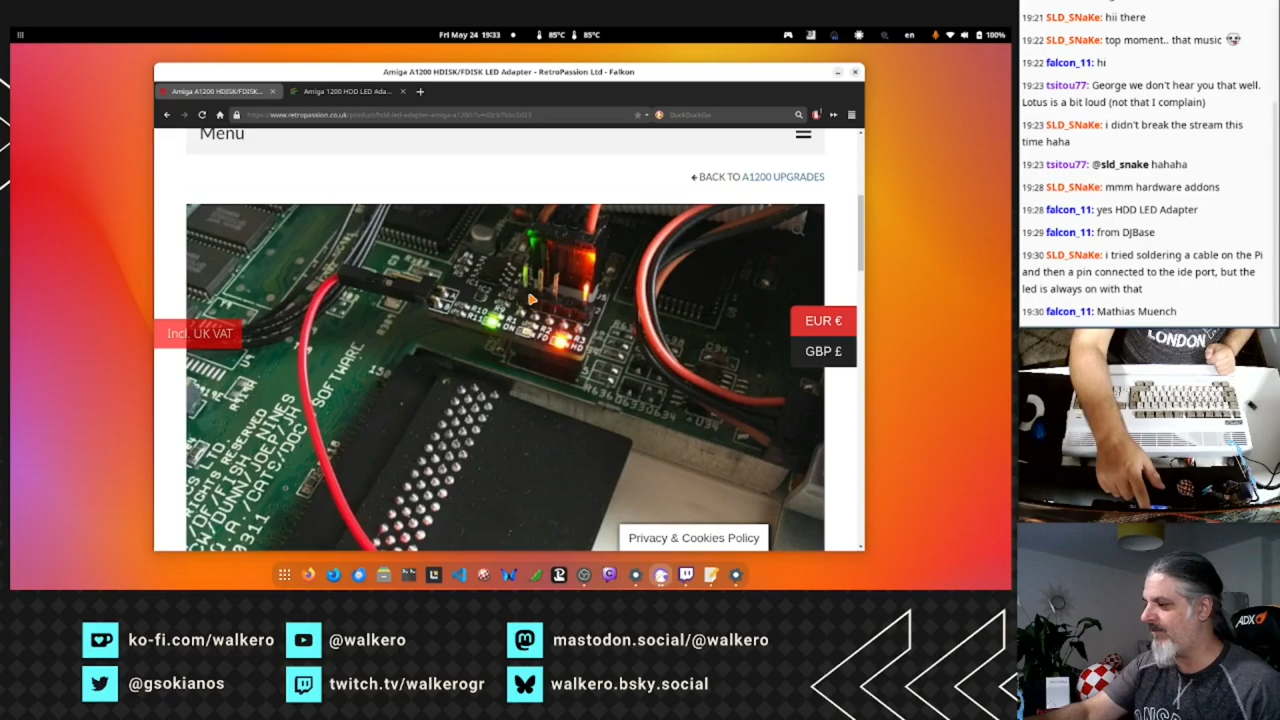 Fri May 24 19:33
85°C 85°C
en
100%
Amiga A1200 HDISK/FDISK LED Adapter - RetroPassion Ltd - Falkon
Amiga A1200 HDISK/FDISK...
Amiga 1200 HDD LED Ada...
DuckDuckGo
Menu
BACK TO A1200 UPGRADES
Incl. UK VAT
EUR €
GBP £
SOFTWARE
RIGHTS RESERVED
Privacy & Cookies Policy
19:21 SLD_SNaKe: hii there
19:22 SLD_SNaKe: top moment.. that music
19:22 falcon_11: hi
19:23 tsitou77: George we don't hear you that well.
Lotus is a bit loud (not that I complain)
19:23 SLD_SNaKe: i didn't break the stream this
time haha
19:23 tsitou77: @sld_snake hahaha
19:28 SLD_SNaKe: mmm hardware addons
19:28 falcon_11: yes HDD LED Adapter
19:29 falcon_11: from DJBase
19:30 SLD_SNaKe: i tried soldering a cable on the Pi
and then a pin connected to the ide port, but the
led is always on with that
19:30 falcon_11: Mathias Muench
LONDON
ADX
ko-fi.com/walkero
@walkero
mastodon.social/@walkero
@gsokianos
twitch.tv/walkerogr
walkero.bsky.social